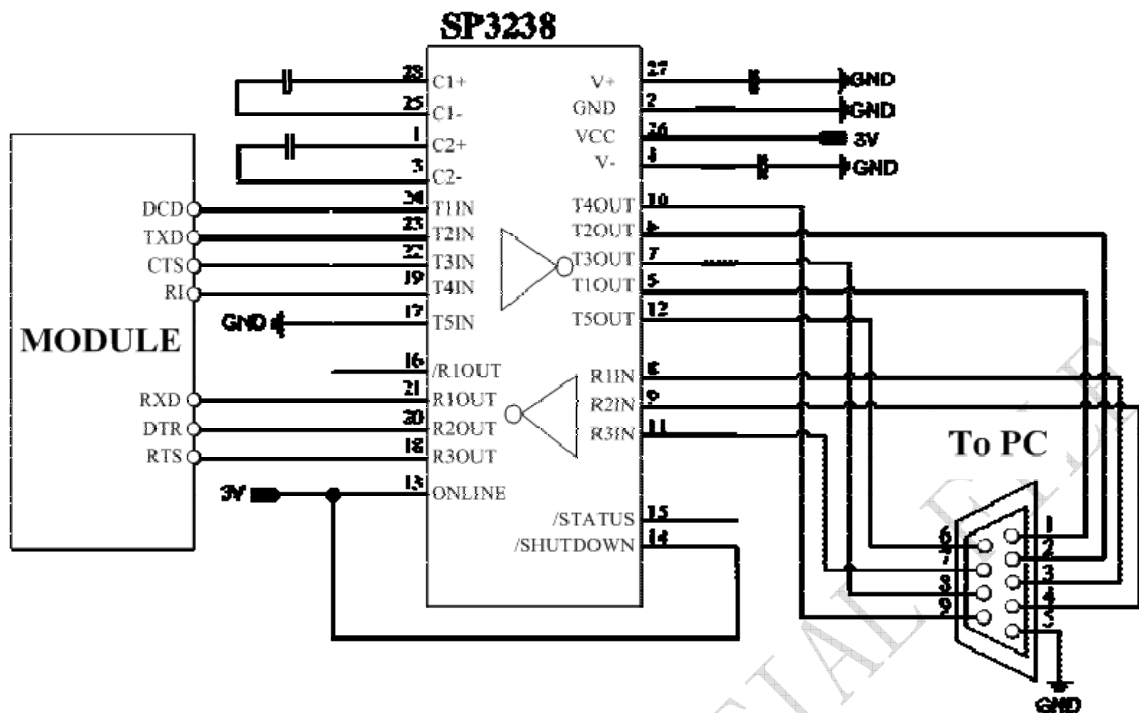 SP3238
28 C1+
25 C1-
1 C2+
3 C2-
24 T1IN
23 T2IN
22 T3IN
19 T4IN
17 T5IN
16 /R1OUT
21 R1OUT
20 R2OUT
18 R3OUT
13 ONLINE
V+ 27
GND 2
VCC 26
V- 4
T4OUT 10
T2OUT 6
T3OUT 7
T1OUT 5
T5OUT 12
R1IN 8
R2IN 9
R3IN 11
/STATUS 15
/SHUTDOWN 14
GND
GND
3V
GND
DCD
TXD
CTS
RI
MODULE
RXD
DTR
RTS
GND
3V
To PC
1
2
3
4
5
6
7
8
9
GND